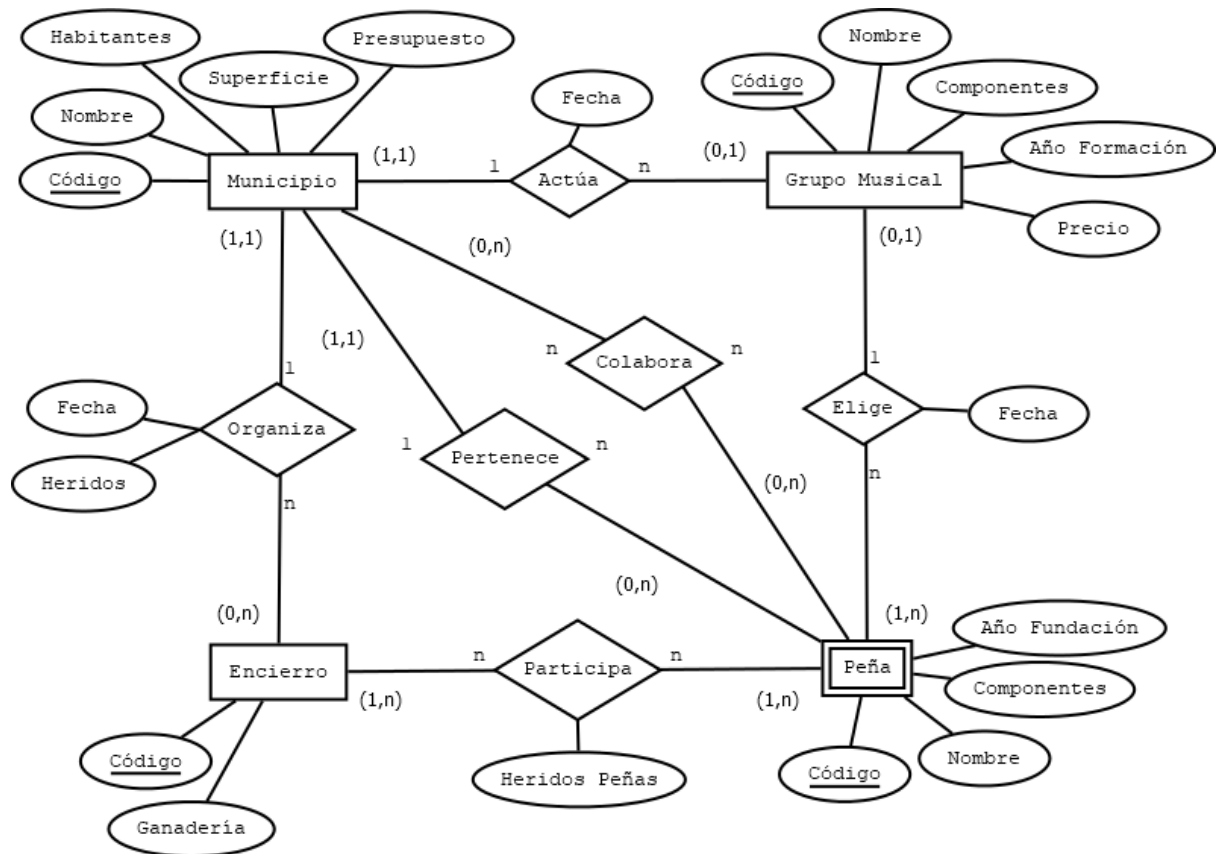 Habitantes
Presupuesto
Superficie
Nombre
Código
Municipio
(1,1)
1
Fecha
Actúa
n
(0,1)
Código
Nombre
Componentes
Año Formación
Grupo Musical
Precio
(1,1)
(0,n)
(0,1)
(1,1)
n
Colabora
n
1
1
Elige
Fecha
n
Fecha
Heridos
Organiza
n
1
Pertenece
n
(0,n)
(0,n)
(0,n)
(1,n)
Encierro
(1,n)
n
Participa
n
(1,n)
Peña
Año Fundación
Componentes
Nombre
Código
Heridos Peñas
Código
Ganadería